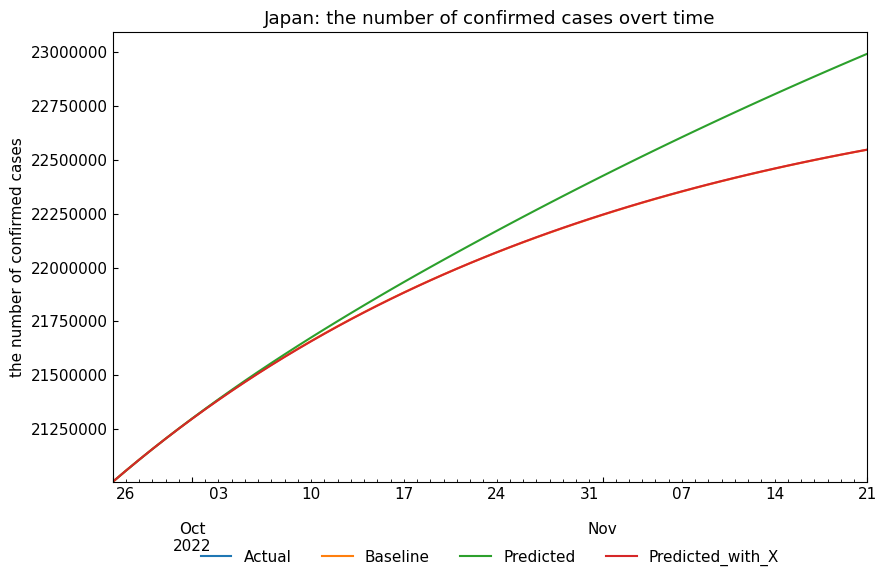 Japan: the number of confirmed cases overt time
the number of confirmed cases
23000000
22750000
22500000
22250000
22000000
21750000
21500000
21250000
26 03 10 17 24 31 07 14 21
Oct Nov
2022
Actual Baseline Predicted Predicted_with_X